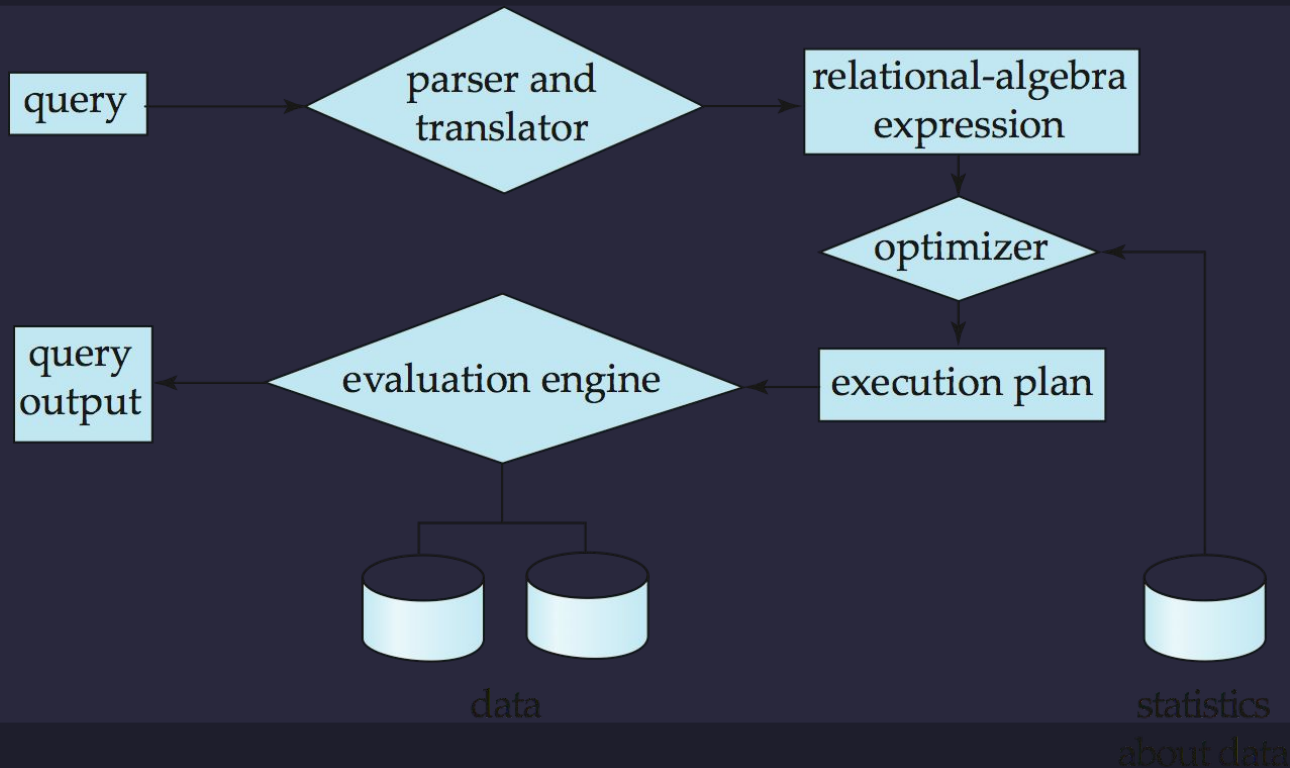 query
parser and
translator
relational-algebra
expression
optimizer
query
output
evaluation engine
execution plan
data
statistics
about data